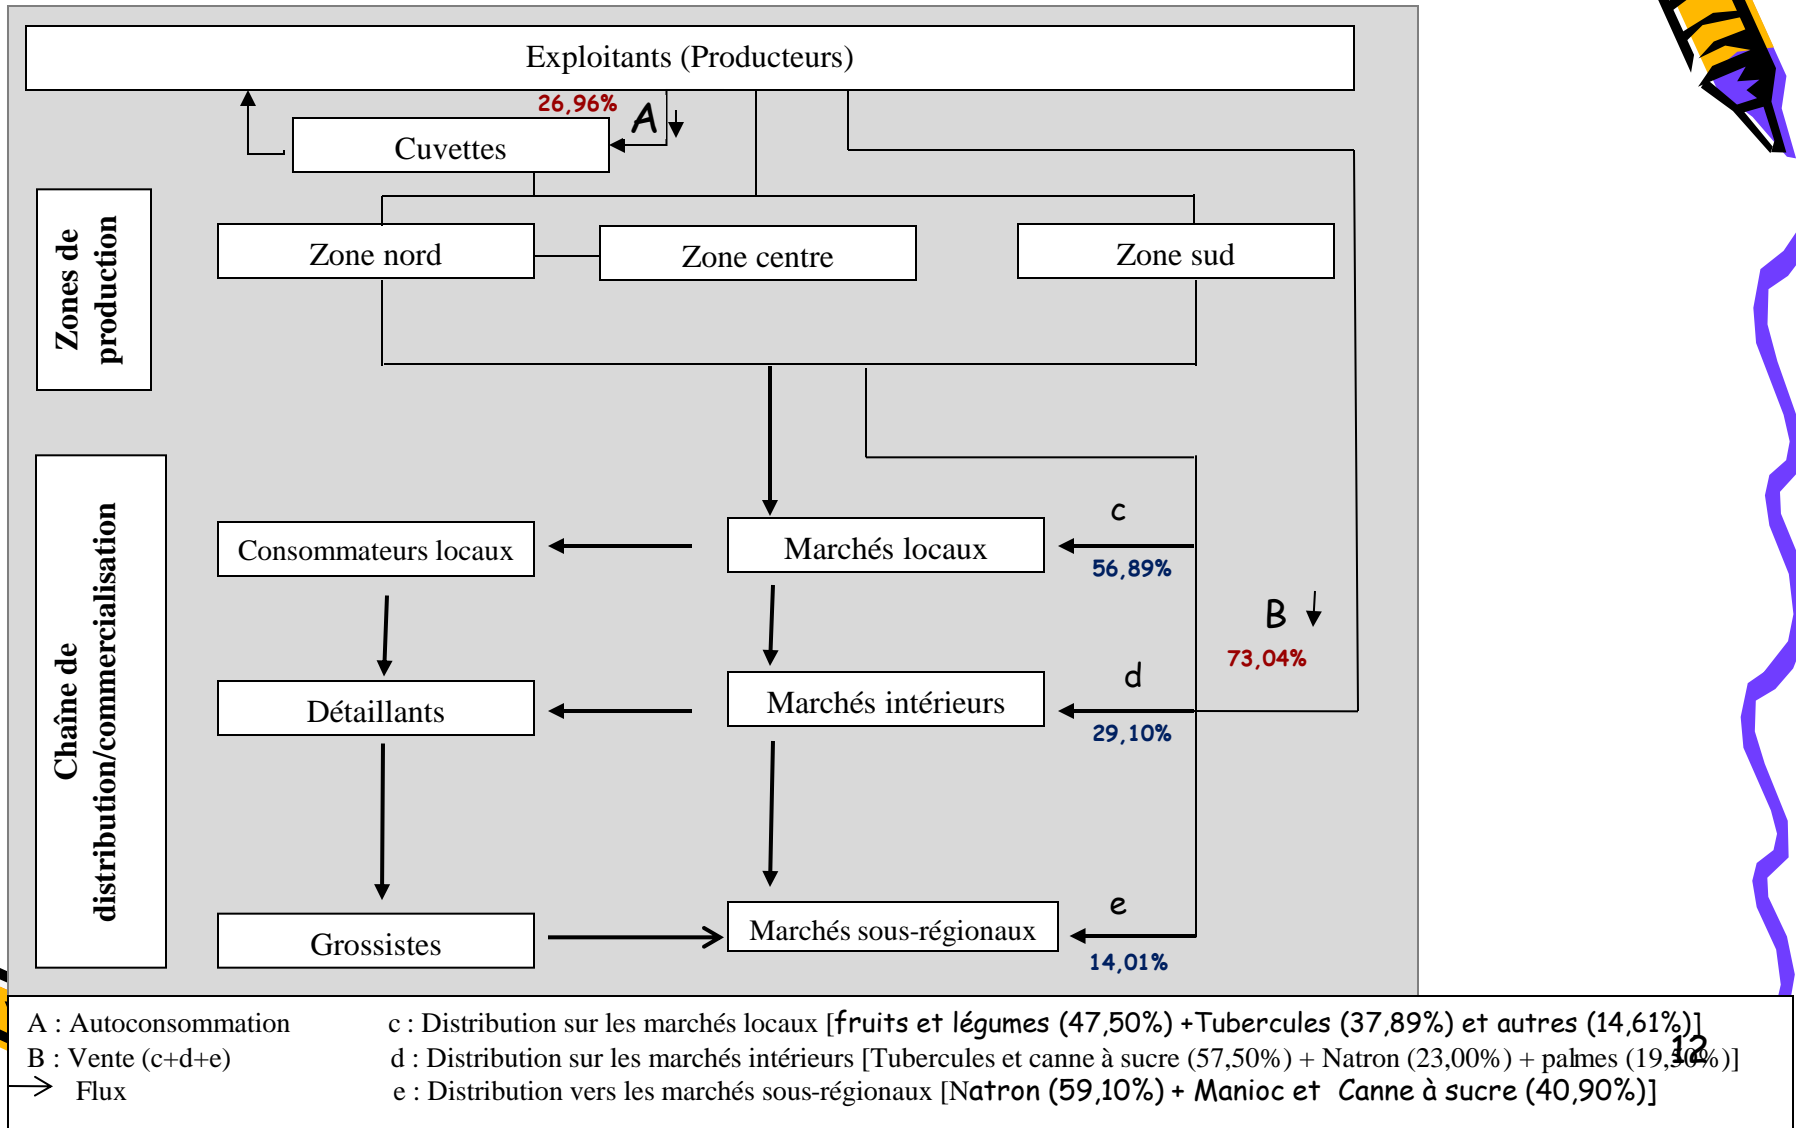 Exploitants (Producteurs)
26,96%
A
Cuvettes
Zones de
production
Zone nord
Zone centre
Zone sud
Chaîne de
distribution/commercialisation
c
Consommateurs locaux
Marchés locaux
56,89%
B
73,04%
d
Détaillants
Marchés intérieurs
29,10%
e
Grossistes
Marchés sous-régionaux
14,01%
A : Autoconsommation
c : Distribution sur les marchés locaux [fruits et légumes (47,50%) +Tubercules (37,89%) et autres (14,61%)]
B : Vente (c+d+e)
d : Distribution sur les marchés intérieurs [Tubercules et canne à sucre (57,50%) + Natron (23,00%) + palmes (19,50%)]
12
Flux
e : Distribution vers les marchés sous-régionaux [Natron (59,10%) + Manioc et Canne à sucre (40,90%)]